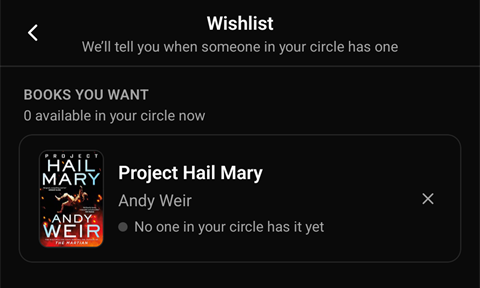 Wishlist
We’ll tell you when someone in your circle has one
BOOKS YOU WANT
0 available in your circle now
PROJECT
HAIL
MARY
ANDY
WEIR
THE MARTIAN
Project Hail Mary
Andy Weir
No one in your circle has it yet